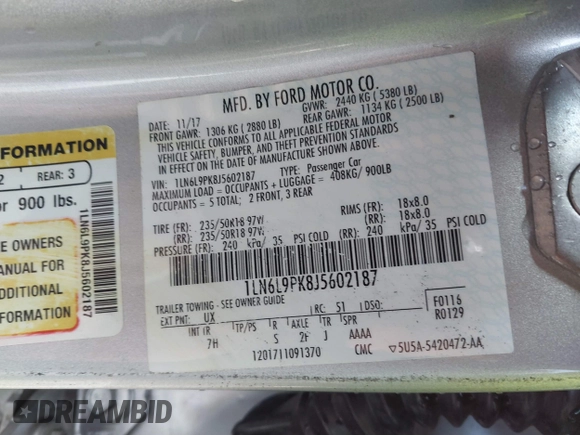 MFD. BY FORD MOTOR CO.
DATE: 11/17 GVWR: 2440 KG ( 5380 LB)
FRONT GAWR: 1306 KG ( 2880 LB) REAR GAWR: 1134 KG ( 2500 LB)
THIS VEHICLE CONFORMS TO ALL APPLICABLE FEDERAL MOTOR
VEHICLE SAFETY, BUMPER, AND THEFT PREVENTION STANDARDS
IN EFFECT ON THE DATE OF MANUFACTURE SHOWN ABOVE.
VIN: 1LN6L9PK8J5602187 TYPE: Passenger Car
MAXIMUM LOAD = OCCUPANTS + LUGGAGE = 408KG/ 900LB
OCCUPANTS = 5 TOTAL: 2 FRONT, 3 REAR
TIRE (FR): 235/50R18 97V RIMS (FR): 18x8.0
(RR): 235/50R18 97V (RR): 18x8.0
PRESSURE (FR): 240 kPa/ 35 PSI COLD (RR): 240 kPa/ 35 PSI COLD
1LN6L9PK8J5602187
TRAILER TOWING - SEE OWNER GUIDE
EXT PNT: UX RC: 51 DSO: F0116
INT TR TP/PS R AXLE TR SPR R0129
7H S 2F J AAAA
1201711091370 CMC 5U5A-5420472-AA
FORMATION
2 REAR: 3
or 900 lbs.
E OWNERS
ANUAL FOR
DDITIONAL
FORMATION
1LN6L9PK8J5602187
DREAMBID